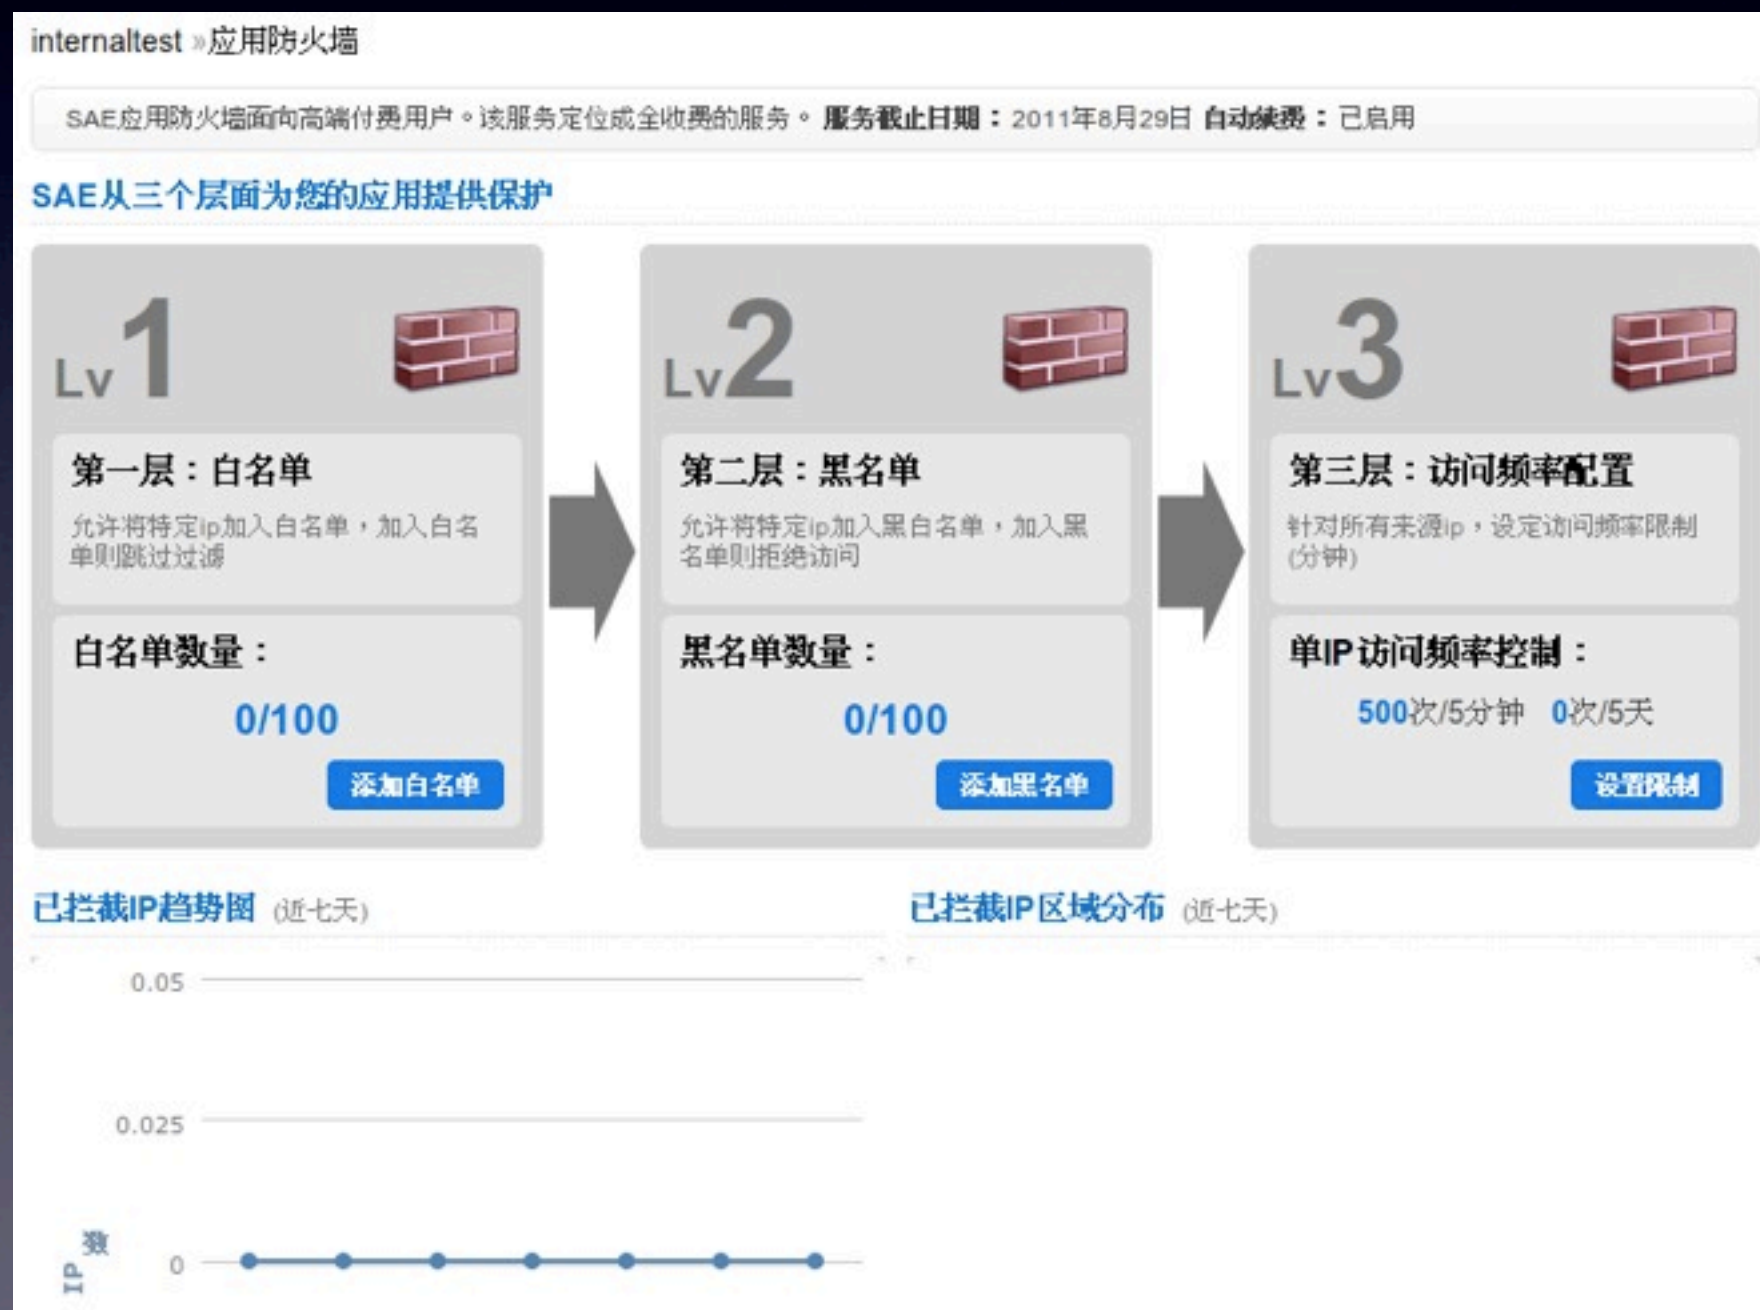 internaltest »应用防火墙
SAE应用防火墙面向高端付费用户。该服务定位成全收费的服务。 服务截止日期：2011年8月29日 自动续费：已启用
SAE从三个层面为您的应用提供保护
Lv1
第一层：白名单
允许将特定ip加入白名单，加入白名
单则跳过过滤
白名单数量：
0/100
添加白名单
Lv2
第二层：黑名单
允许将特定ip加入黑白名单，加入黑
名单则拒绝访问
黑名单数量：
0/100
添加黑名单
Lv3
第三层：访问频率配置
针对所有来源ip，设定访问频率限制
(分钟)
单IP访问频率控制：
500次/5分钟 0次/5天
设置限制
已拦截IP趋势图 (近七天)
0.05
0.025
0
IP数
已拦截IP区域分布 (近七天)